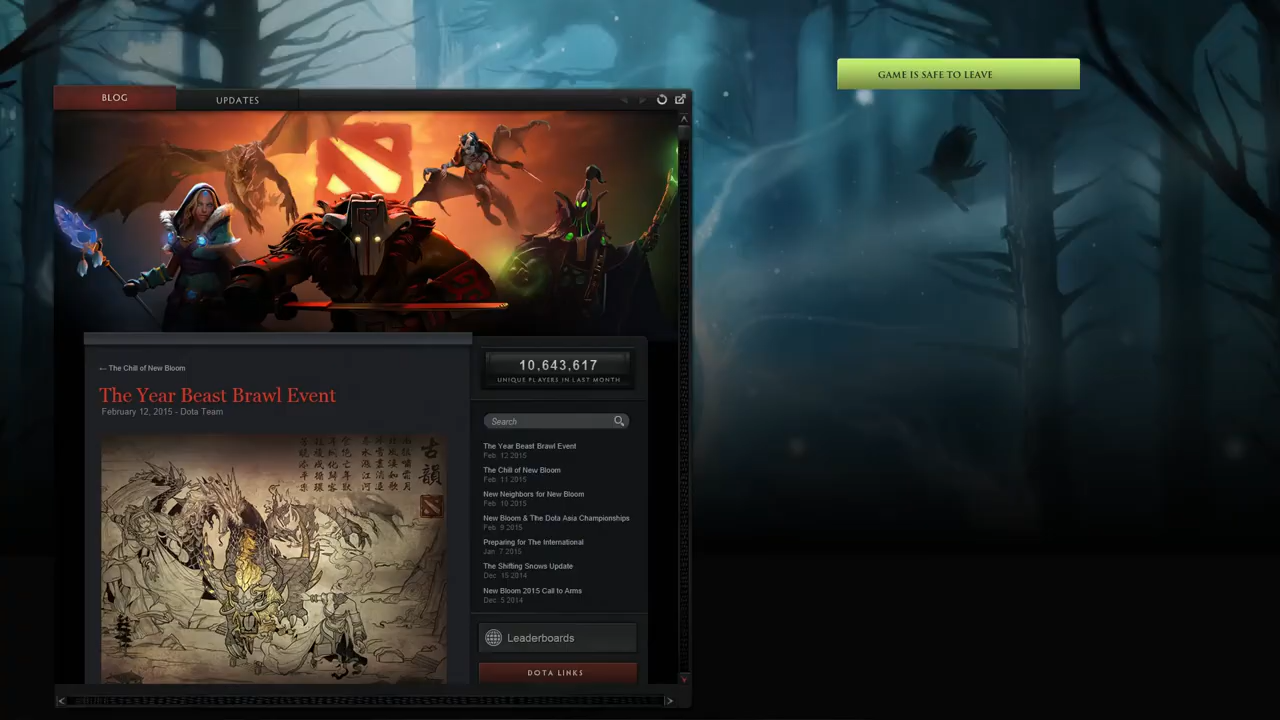 GAME IS SAFE TO LEAVE
BLOG
UPDATES
← The Chill of New Bloom
The Year Beast Brawl Event
February 12, 2015 - Dota Team
古韻
10,643,617
UNIQUE PLAYERS IN LAST MONTH
Search
The Year Beast Brawl Event
Feb 12 2015
The Chill of New Bloom
Feb 11 2015
New Neighbors for New Bloom
Feb 10 2015
New Bloom & The Dota Asia Championships
Feb 9 2015
Preparing for The International
Jan 7 2015
The Shifting Snows Update
Dec 15 2014
New Bloom 2015 Call to Arms
Dec 5 2014
Leaderboards
DOTA LINKS